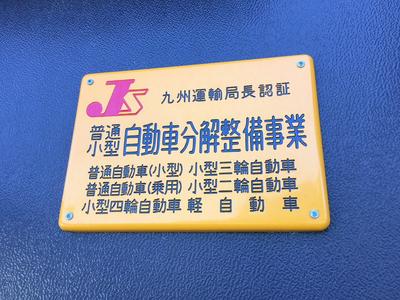 JS 九州運輸局長認証
普通
小型 自動車分解整備事業
普通自動車(小型) 小型三輪自動車
普通自動車(乗用) 小型二輪自動車
小型四輪自動車 軽自動車